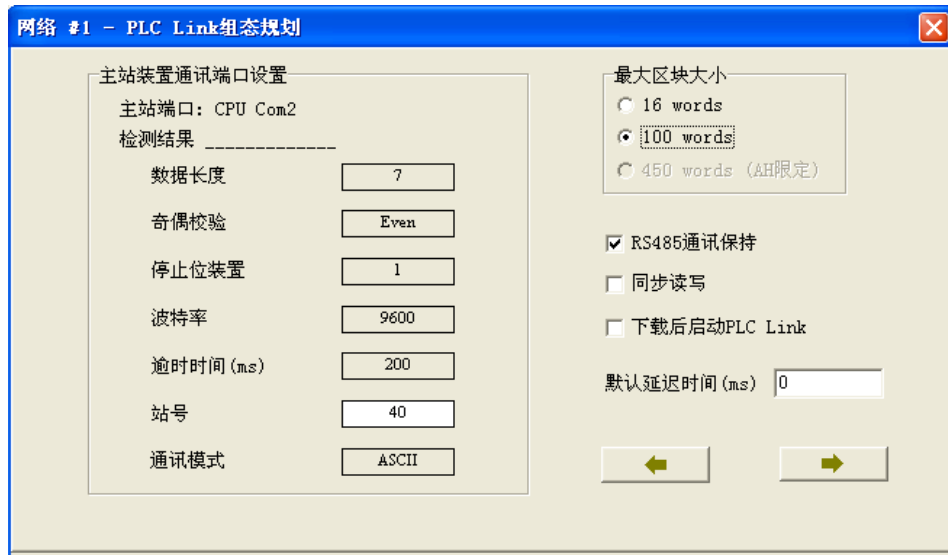 网络 #1 - PLC Link组态规划
主站装置通讯端口设置
主站端口: CPU Com2
检测结果 _____________
数据长度 7
奇偶校验 Even
停止位装置 1
波特率 9600
逾时时间(ms) 200
站号 40
通讯模式 ASCII
最大区块大小
16 words
100 words
450 words (AH限定)
RS485通讯保持
同步读写
下载后启动PLC Link
默认延迟时间(ms) 0